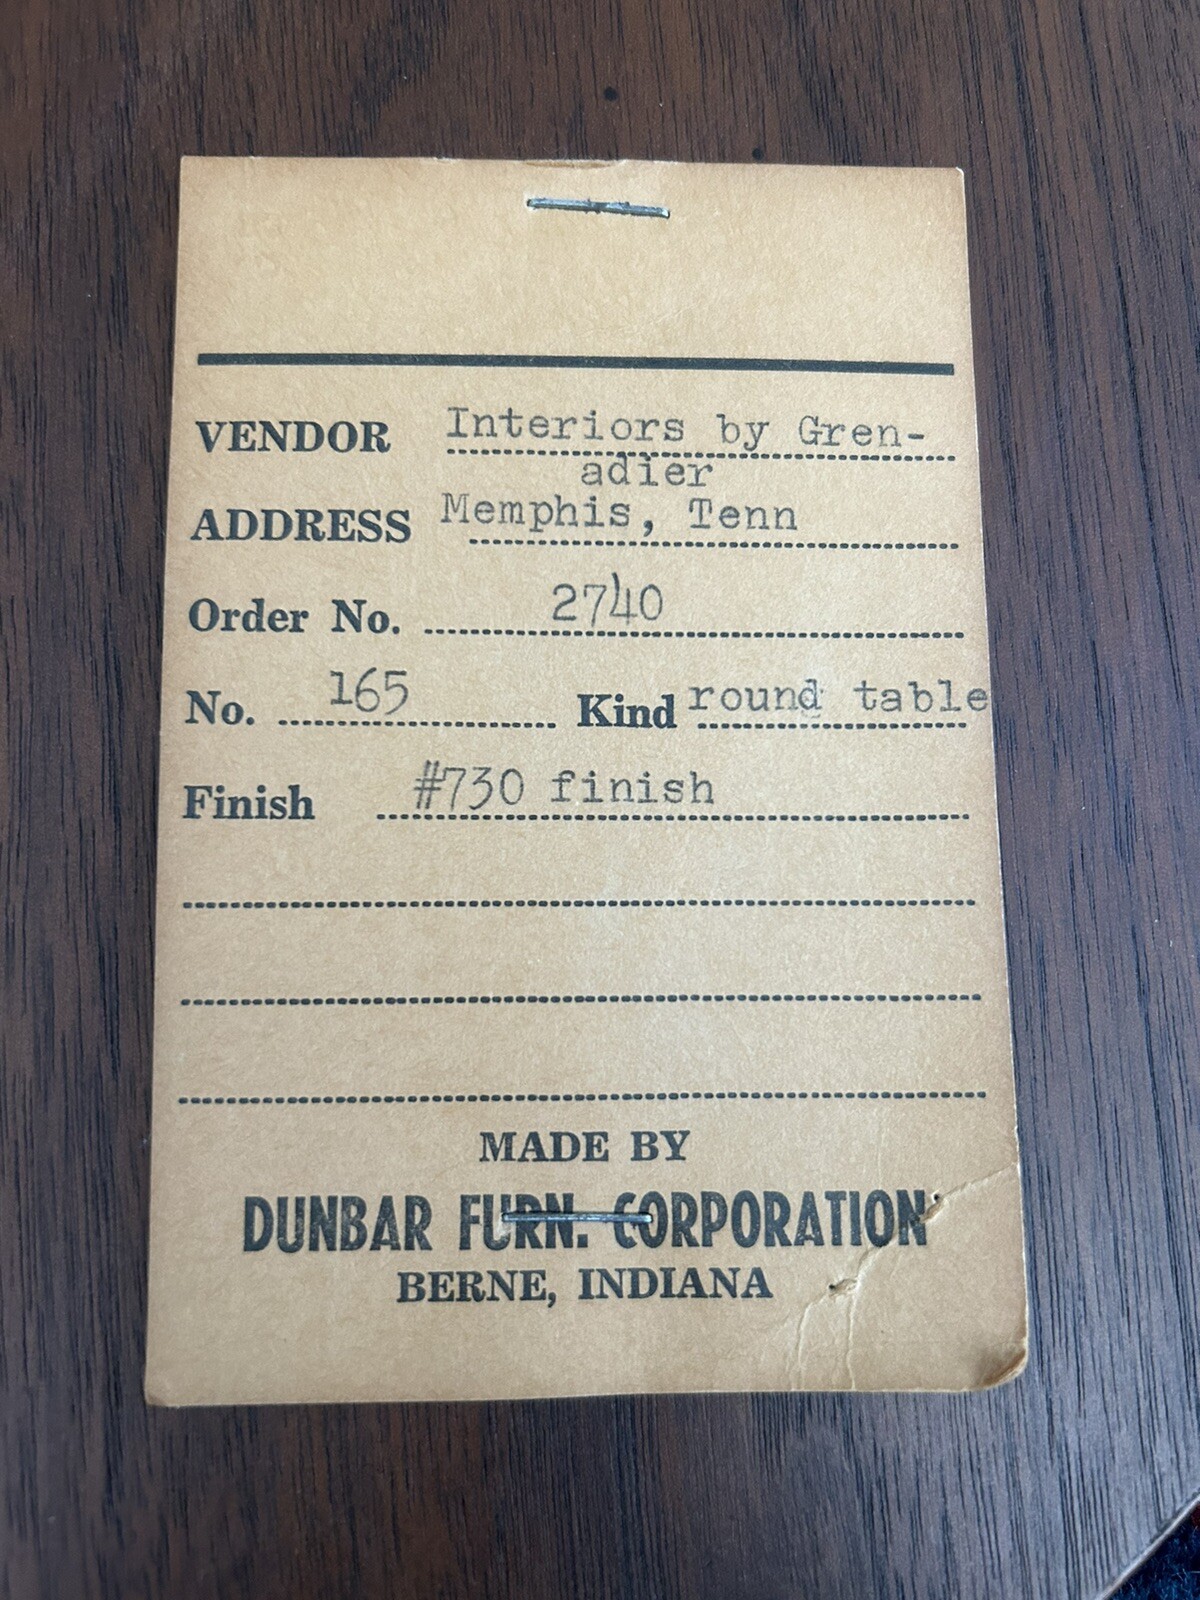 VENDOR Interiors by Gren-
adier
ADDRESS Memphis, Tenn
Order No. 2740
No. 165 Kind round table
Finish #730 finish
MADE BY
DUNBAR FURN. CORPORATION
BERNE, INDIANA